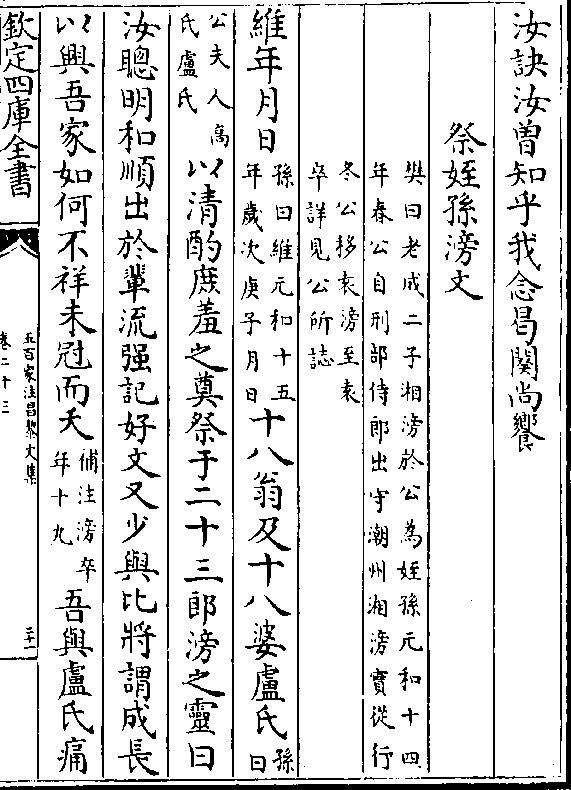 汝訣汝曾知乎我念曷闋尚饗
祭姪孫滂文
樊曰老成二子湘滂於公為姪孫元和十四
年春公自刑部侍郎出守潮州湘滂實從行
冬公移袁滂至袁
卒詳見公所誌
維年月日孫曰維元和十五
年歲次庚子月日十八翁及十八婆盧氏孫曰
公夫人高
氏盧氏以清酌庶羞之奠祭于二十三郎滂之靈曰
汝聰明和順出於輩流强記好文又少與比將謂成長
以興吾家如何不祥未冠而夭補注滂卒
年十九吾與盧氏痛
欽定四庫全書
五百家注昌黎文集
卷二十三
三十一